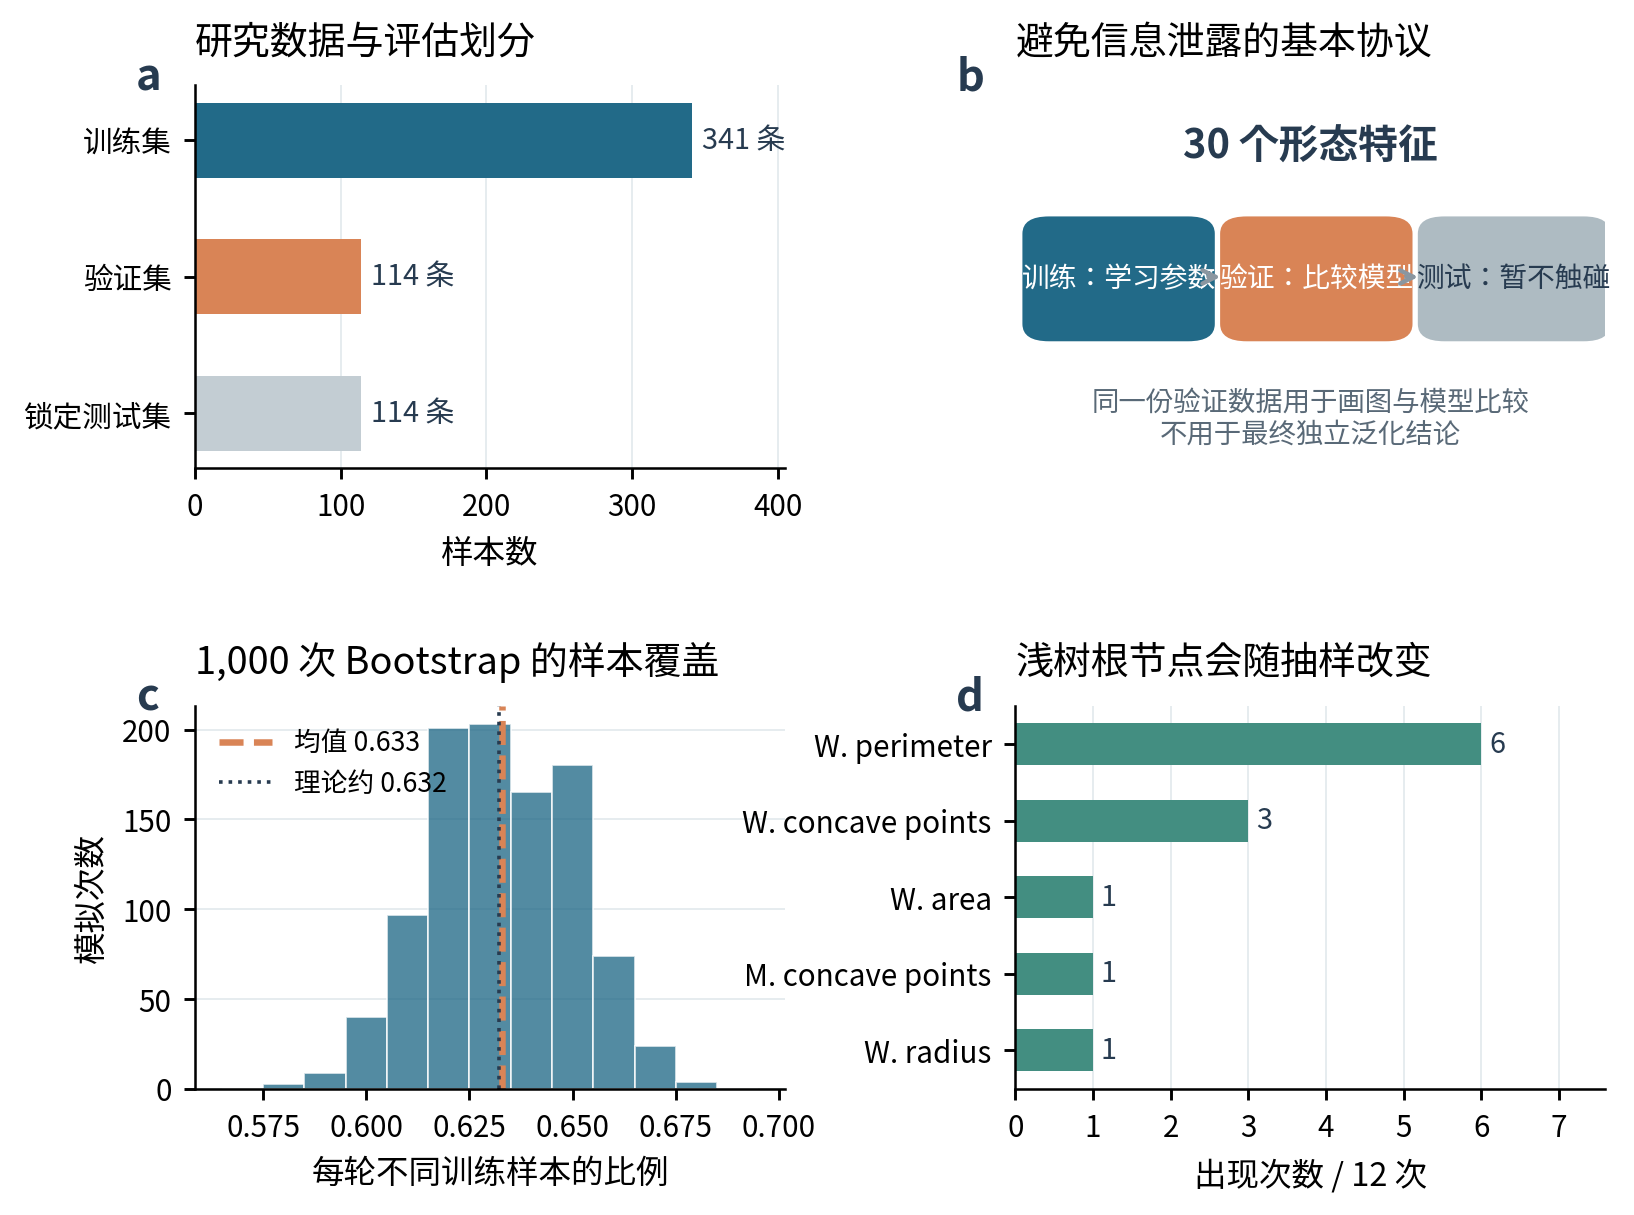 研究数据与评估划分
a
训练集
341 条
验证集
114 条
锁定测试集
114 条
0 100 200 300 400
样本数
避免信息泄露的基本协议
b
30 个形态特征
训练：学习参数
验证：比较模型
测试：暂不触碰
同一份验证数据用于画图与模型比较
不用于最终独立泛化结论
1,000 次 Bootstrap 的样本覆盖
c
均值 0.633
理论约 0.632
模拟次数
200
150
100
50
0
0.575 0.600 0.625 0.650 0.675 0.700
每轮不同训练样本的比例
浅树根节点会随抽样改变
d
W. perimeter
6
W. concave points
3
W. area
1
M. concave points
1
W. radius
1
0 1 2 3 4 5 6 7
出现次数 / 12 次